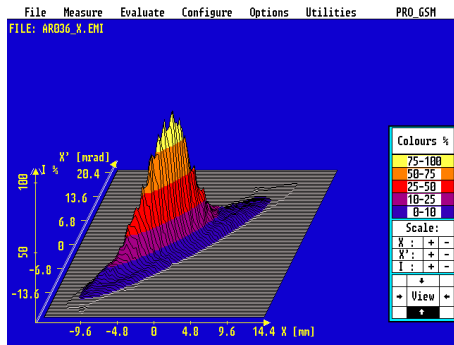 File Measure Evaluate Configure Options Utilities PRO_GSM
FILE: AR036_X.EMI
Colours %
75-100
50-75
25-50
10-25
0-10
Scale:
X : + -
X': + -
I : + -
View
X' [mrad]
I %
100
50
20.4
13.6
6.8
0
-6.8
-13.6
-9.6 -4.8 0 4.8 9.6 14.4 X [mm]